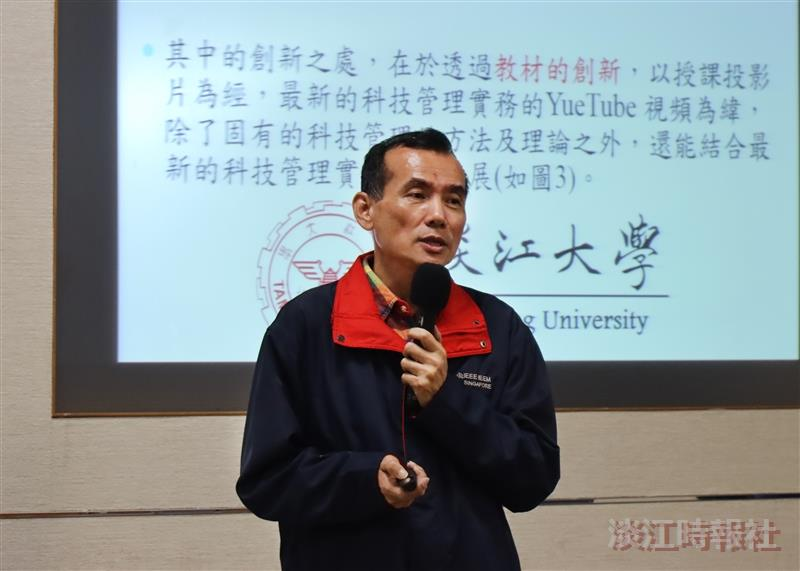 其中的創新之處，在於透過教材的創新，以授課投影
片為經，最新的科技管理實務的YueTube 視頻為緯，
除了固有的科技管理 方法及理論之外，還能結合最
新的科技管理實 展(如圖3)。
江大學
University
IEEE IEEM
SINGAPORE
淡江時報社